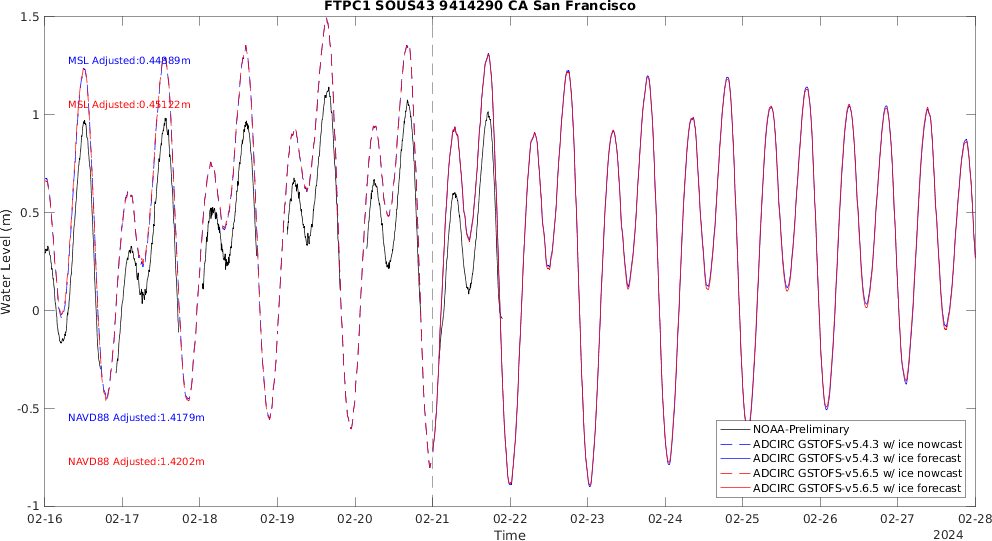 FTPC1 SOUS43 9414290 CA San Francisco
1.5
1
0.5
0
-0.5
-1
Water Level (m)
MSL Adjusted:0.44989m
MSL Adjusted:0.45122m
NAVD88 Adjusted:1.4179m
NAVD88 Adjusted:1.4202m
NOAA-Preliminary
ADCIRC GSTOFS-v5.4.3 w/ ice nowcast
ADCIRC GSTOFS-v5.4.3 w/ ice forecast
ADCIRC GSTOFS-v5.6.5 w/ ice nowcast
ADCIRC GSTOFS-v5.6.5 w/ ice forecast
02-16 02-17 02-18 02-19 02-20 02-21 02-22 02-23 02-24 02-25 02-26 02-27 02-28
Time
2024